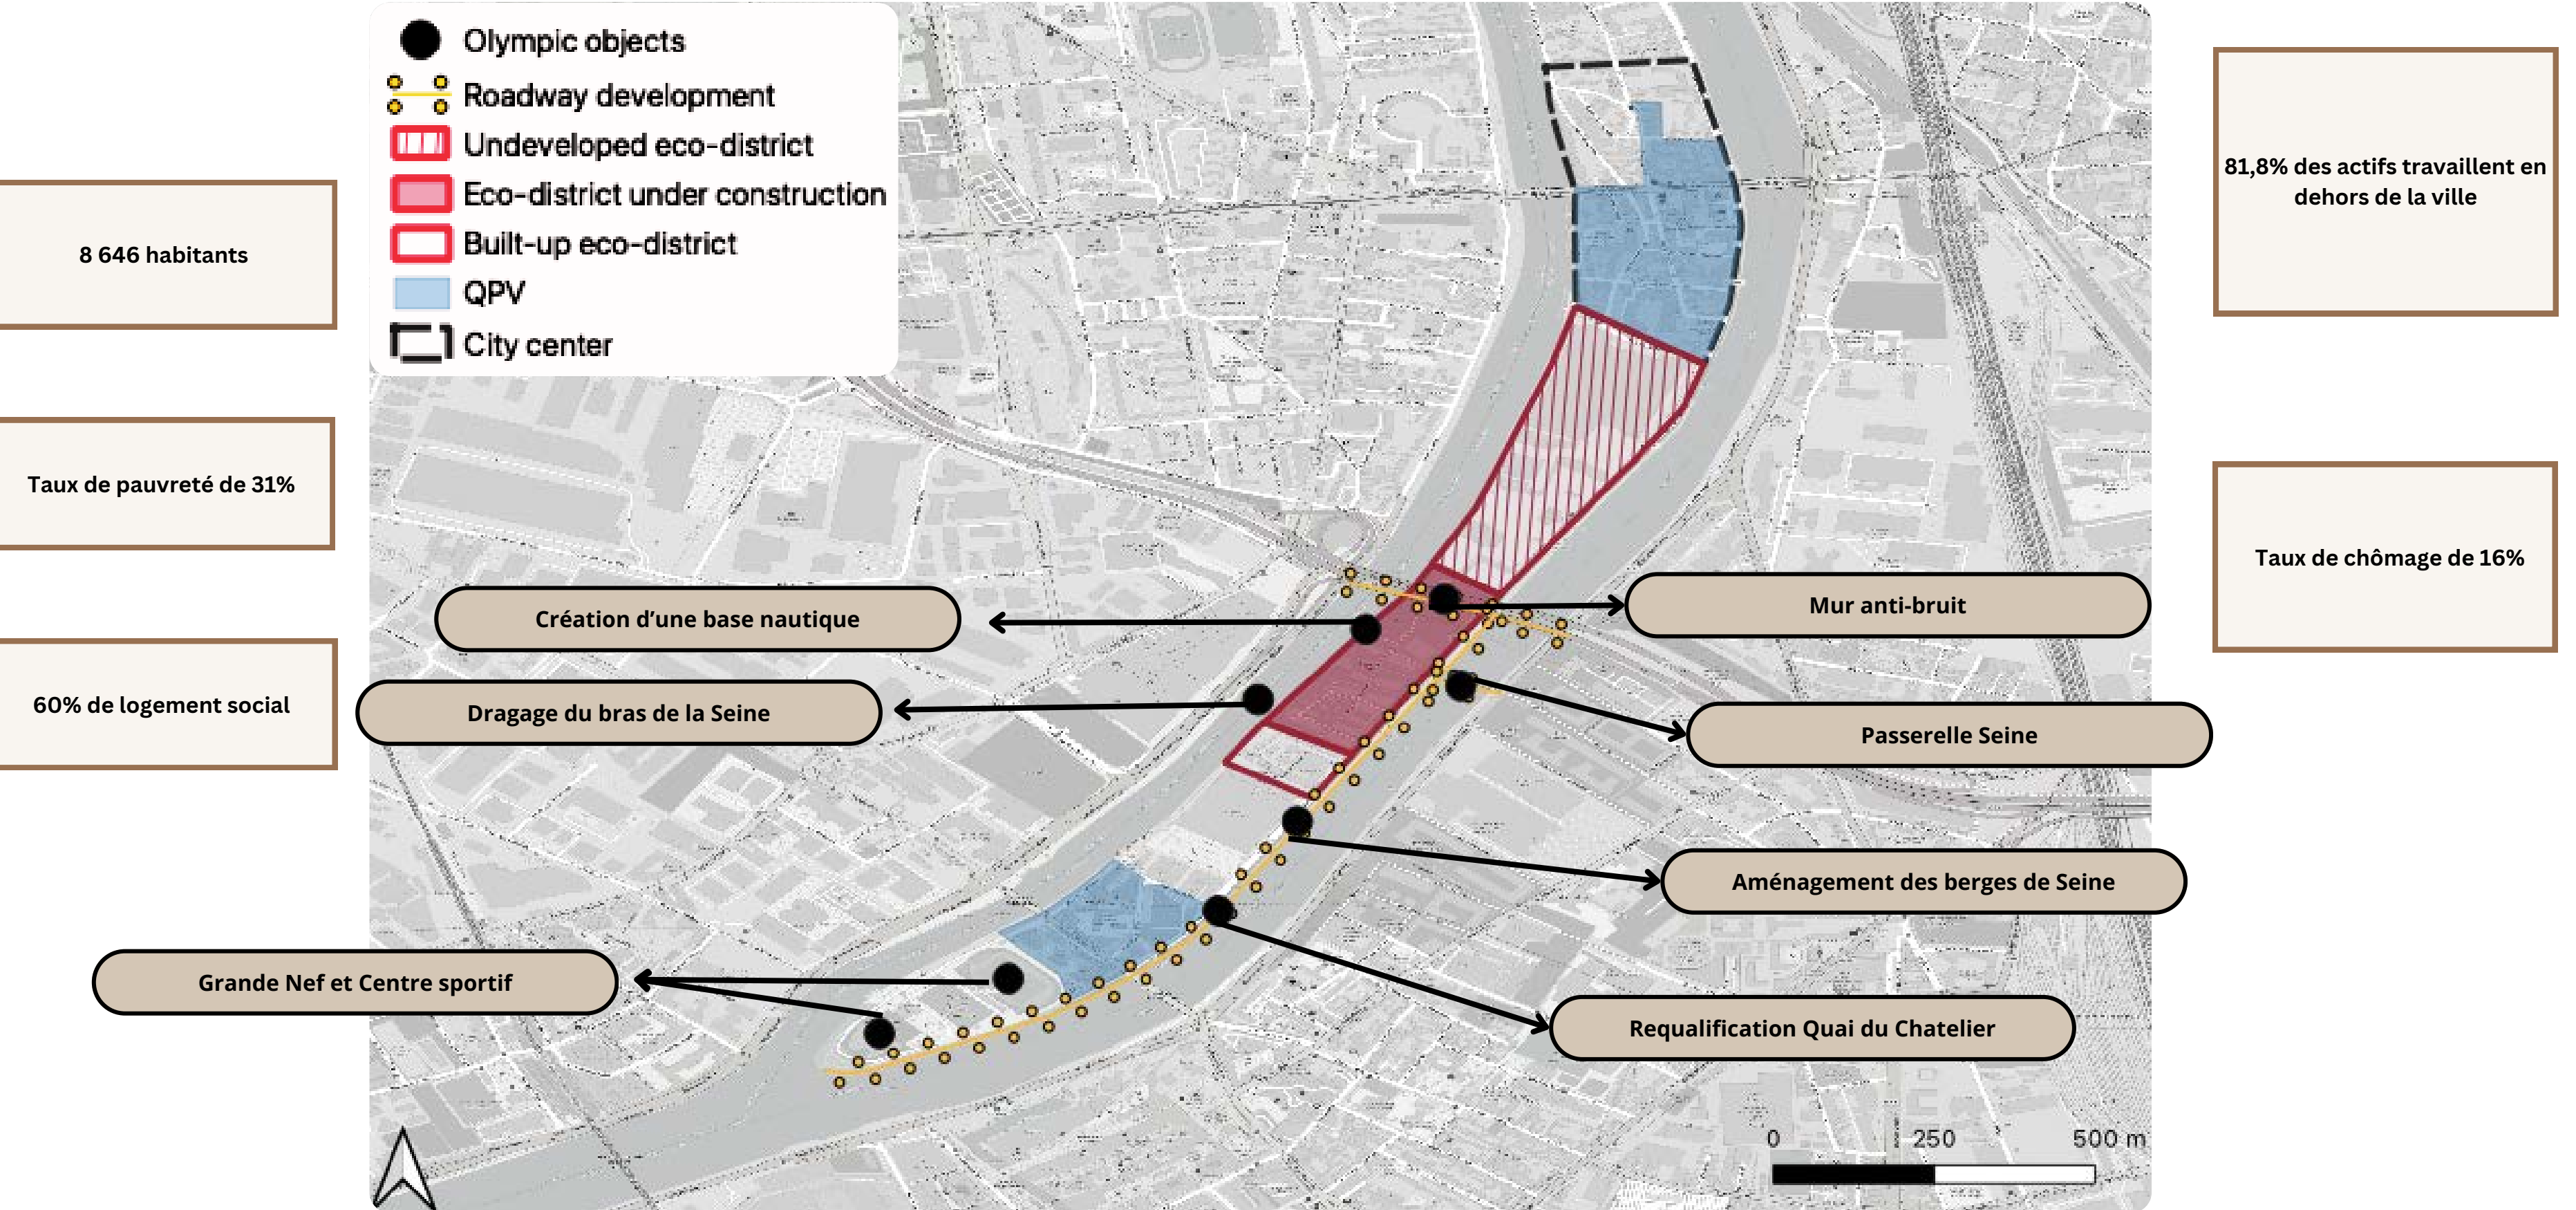 Olympic objects
Roadway development
Undeveloped eco-district
Eco-district under construction
Built-up eco-district
QPV
City center
8 646 habitants
Taux de pauvreté de 31%
60% de logement social
81,8% des actifs travaillent en
dehors de la ville
Taux de chômage de 16%
Création d’une base nautique
Mur anti-bruit
Dragage du bras de la Seine
Passerelle Seine
Aménagement des berges de Seine
Grande Nef et Centre sportif
Requalification Quai du Chatelier
0 250 500 m